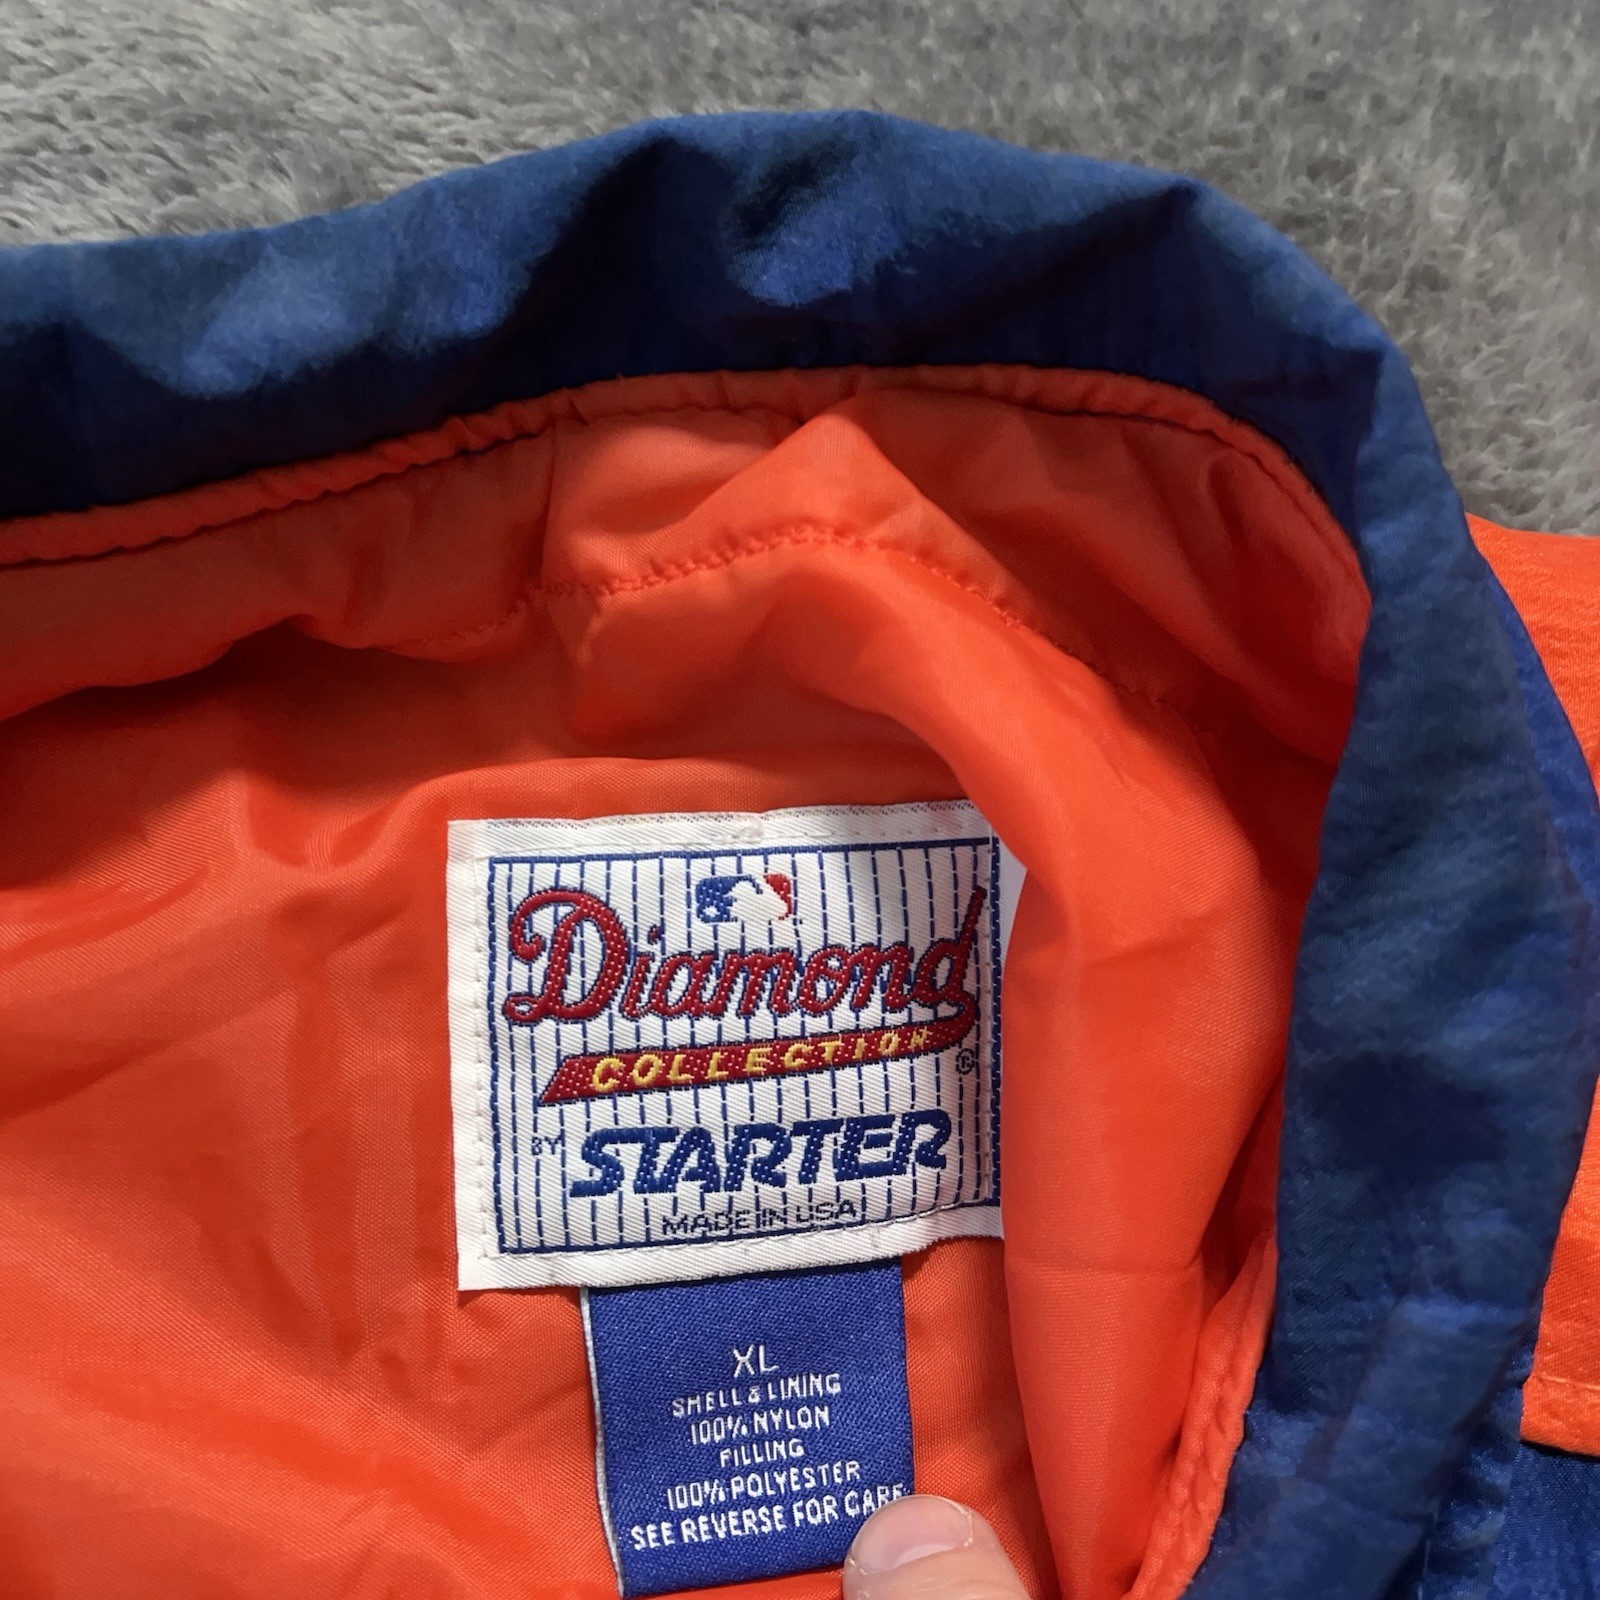 Diamond
COLLECTION
®
BY STARTER
MADE IN USA
XL
SHELL & LINING
100% NYLON
FILLING
100% POLYESTER
SEE REVERSE FOR CARE